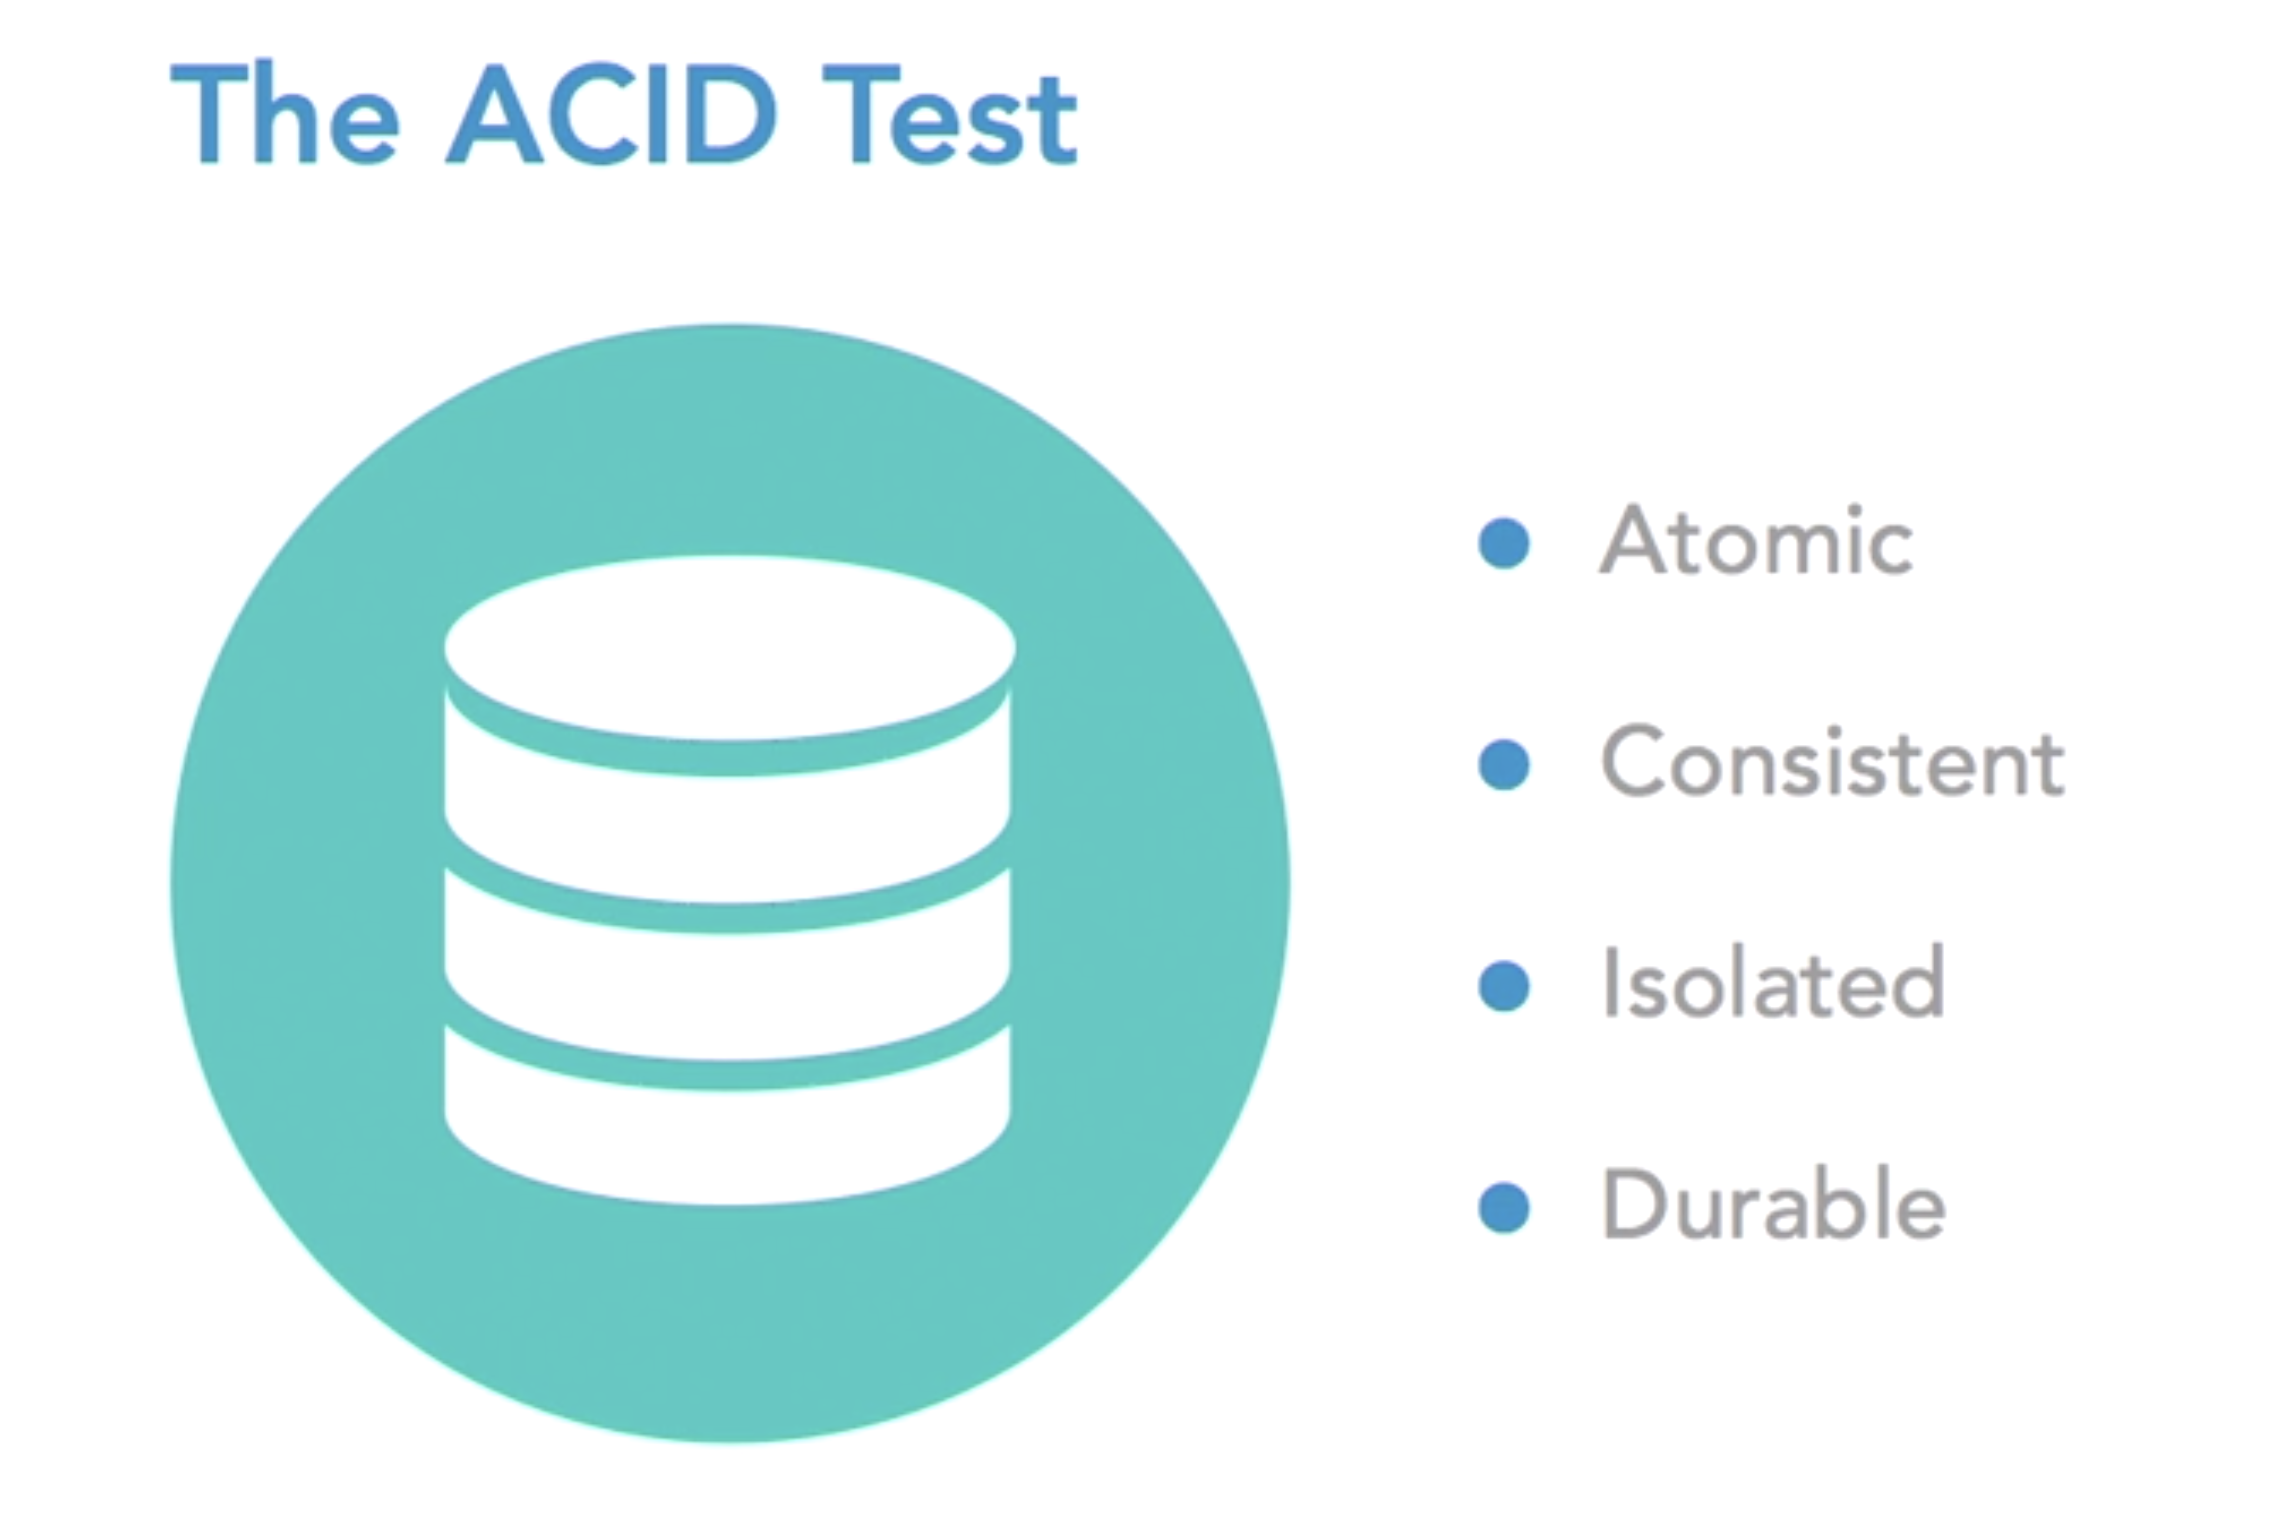 The ACID Test
Atomic
Consistent
Isolated
Durable